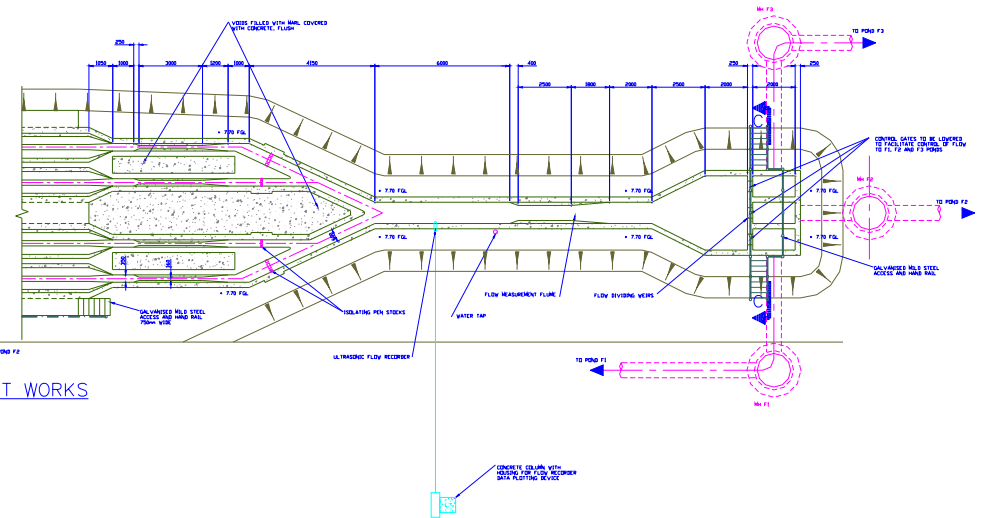 MH F3
VOIDS FILLED WITH MARL COVERED
WITH CONCRETE, FLUSH
TO POND F3
250
1050
1000
3000
1200
1000
4150
6000
400
250
250
2500
1800
2000
2500
2000
2000
C
CONTROL GATES TO BE LOWERED
TO FACILITATE CONTROL OF FLOW
TO F1, F2 AND F3 PONDS
+ 7.70 FGL
+ 7.70 FGL
+ 7.70 FGL
+ 7.70 FGL
MH F2
TO POND F2
+ 7.70 FGL
+ 7.70 FGL
+ 7.70 FGL
GALVANISED MILD STEEL
ACCESS AND HAND RAIL
+ 7.70 FGL
FLOW MEASUREMENT FLUME
FLOW DIVIDING WEIRS
C
GALVANISED MILD STEEL
ACCESS AND HAND RAIL
750mm WIDE
ISOLATING PEN STOCKS
WATER TAP
ULTRASONIC FLOW RECORDER
POND F2
TO POND F1
T WORKS
MH F1
CONCRETE COLUMN WITH
HOUSING FOR FLOW RECORDER
DATA PLOTTING DEVICE